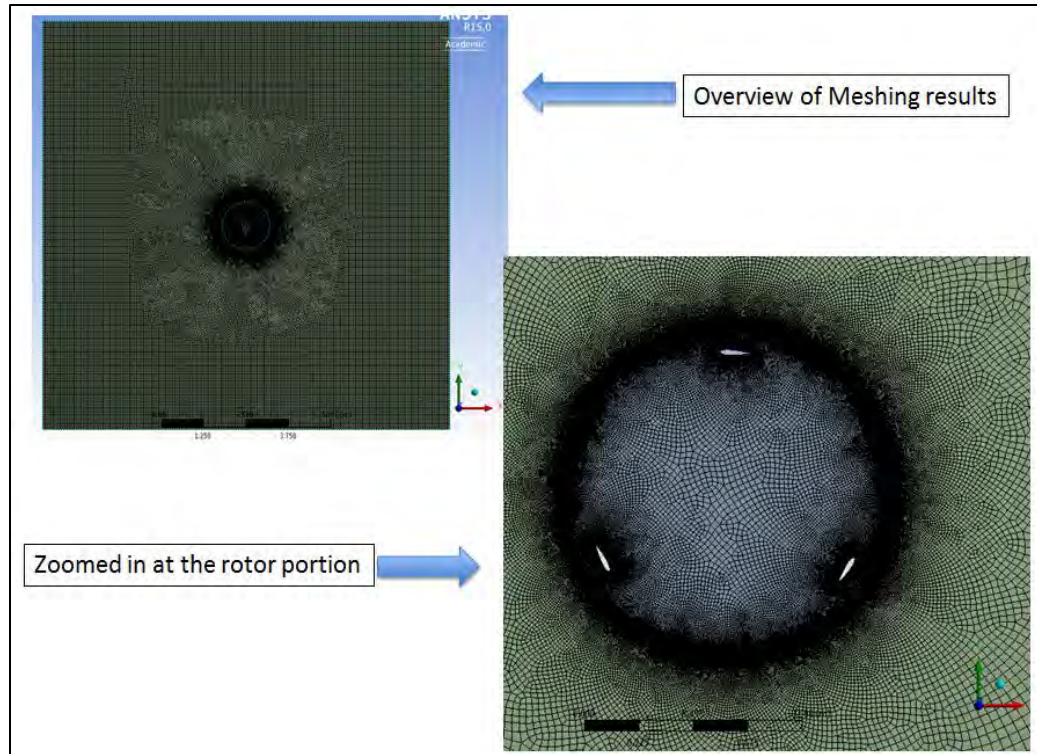 ANSYS
R15.0
Academic
Overview of Meshing results
1.250
3.750
Zoomed in at the rotor portion